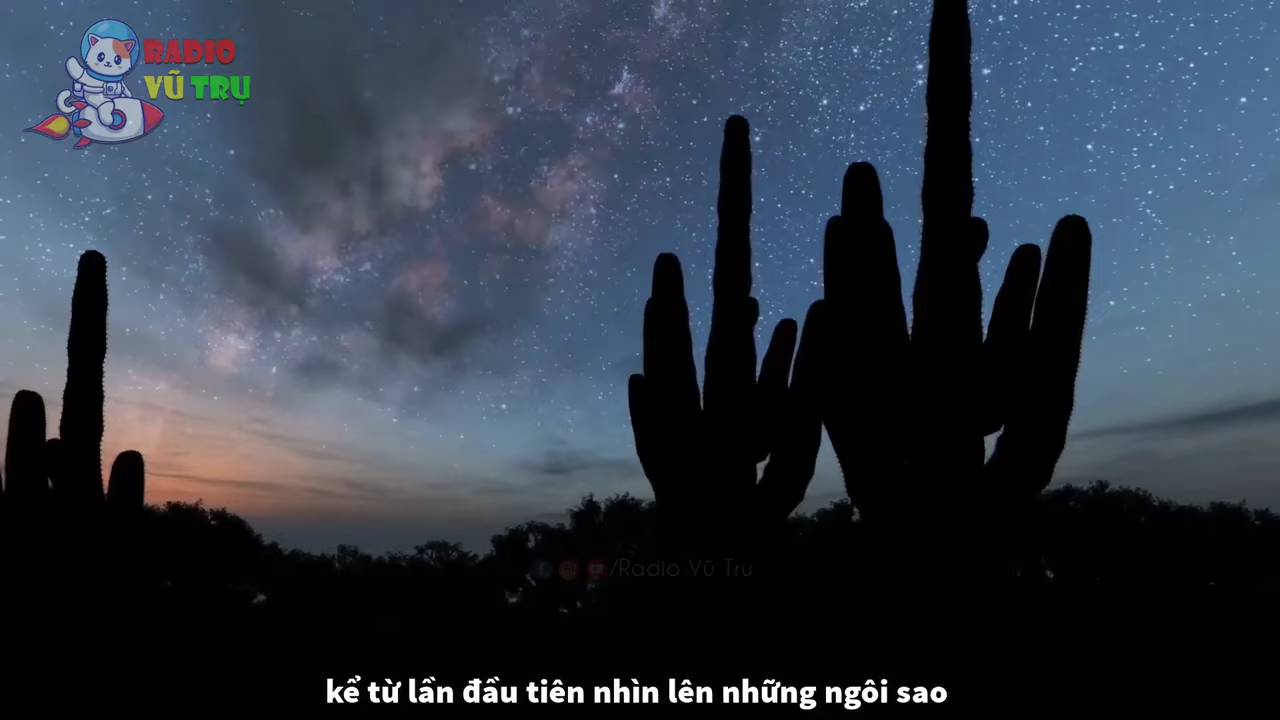 RADIO
VŨ TRỤ
/Radio Vũ Trụ
kể từ lần đầu tiên nhìn lên những ngôi sao